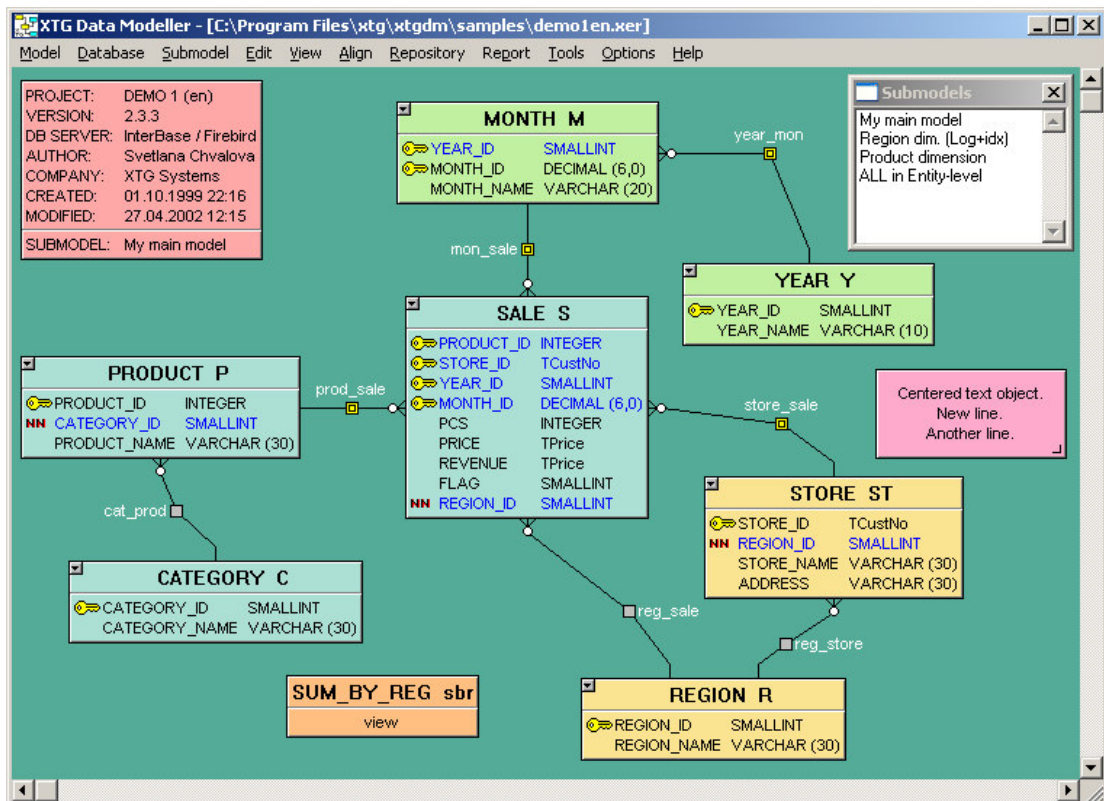 XTG Data Modeller - [C:\Program Files\xtg\xtgdm\samples\demo1en.xer]
Model Database Submodel Edit View Align Repository Report Tools Options Help
PROJECT: DEMO 1 (en)
VERSION: 2.3.3
DB SERVER: InterBase / Firebird
AUTHOR: Svetlana Chvalova
COMPANY: XTG Systems
CREATED: 01.10.1999 22:16
MODIFIED: 27.04.2002 12:15
SUBMODEL: My main model
MONTH M
YEAR_ID SMALLINT
MONTH_ID DECIMAL (6,0)
MONTH_NAME VARCHAR (20)
year_mon
Submodels
My main model
Region dim. (Log+idx)
Product dimension
ALL in Entity-level
mon_sale
YEAR Y
YEAR_ID SMALLINT
YEAR_NAME VARCHAR (10)
SALE S
PRODUCT_ID INTEGER
STORE_ID TCustNo
YEAR_ID SMALLINT
MONTH_ID DECIMAL (6,0)
PCS INTEGER
PRICE TPrice
REVENUE TPrice
FLAG SMALLINT
NN REGION_ID SMALLINT
PRODUCT P
PRODUCT_ID INTEGER
NN CATEGORY_ID SMALLINT
PRODUCT_NAME VARCHAR (30)
prod_sale
store_sale
Centered text object.
New line.
Another line.
STORE ST
STORE_ID TCustNo
NN REGION_ID SMALLINT
STORE_NAME VARCHAR (30)
ADDRESS VARCHAR (30)
cat_prod
CATEGORY C
CATEGORY_ID SMALLINT
CATEGORY_NAME VARCHAR (30)
reg_sale
reg_store
SUM_BY_REG sbr
view
REGION R
REGION_ID SMALLINT
REGION_NAME VARCHAR (30)